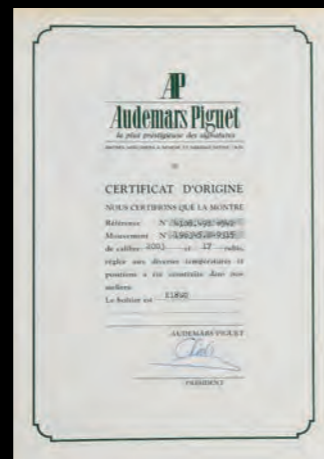 AP
Audemars Piguet
la plus prestigieuse des signatures
CERTIFICAT D'ORIGINE
NOUS CERTIFIONS QUE LA MONTRE
Référence N°
Mouvement N°
de calibre 2003 et 17 rubis,
réglée aux diverses températures et
positions a été construite dans nos
ateliers.
Le boîtier est
AUDEMARS PIGUET
PRÉSIDENT